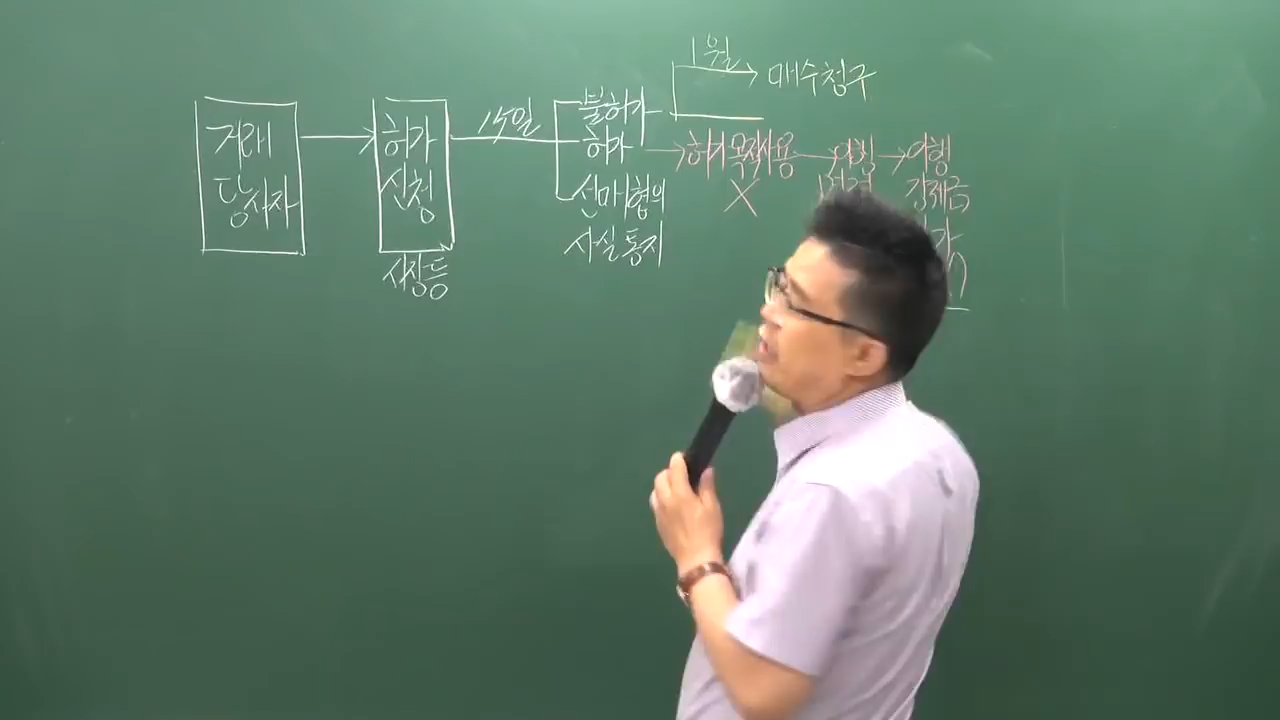 거래
당사자
허가
신청
시장등
15일
불허가
허가
선매협의
사실통지
1월
매수청구
허가목적사용
X
이행
이행
강제금